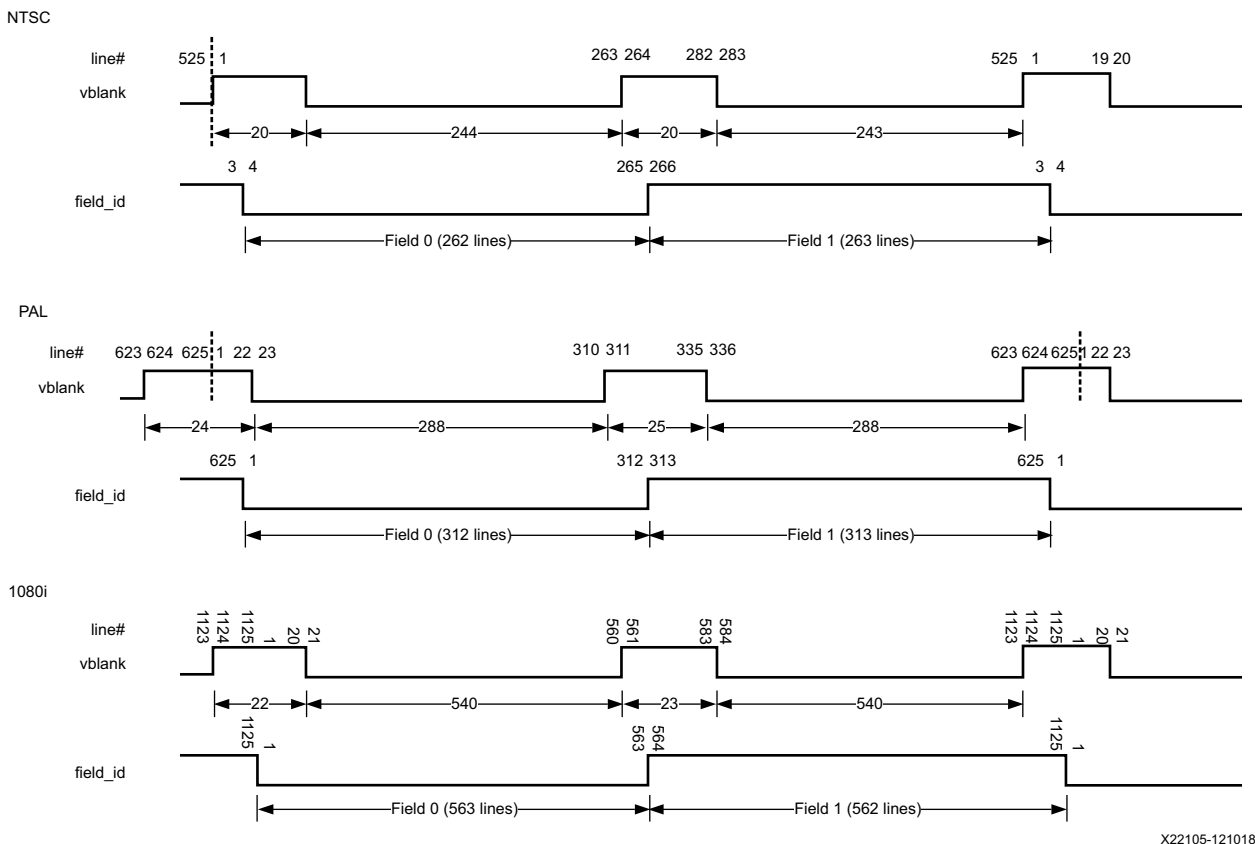 NTSC
line# 525 1 263 264 282 283 525 1 19 20
vblank
20 244 20 243
3 4 265 266 3 4
field_id
Field 0 (262 lines) Field 1 (263 lines)
PAL
line# 623 624 625 1 22 23 310 311 335 336 623 624 625 1 22 23
vblank
24 288 25 288
625 1 312 313 625 1
field_id
Field 0 (312 lines) Field 1 (313 lines)
1080i
line# 1123 1124 1125 1 20 21 560 561 583 584 1123 1124 1125 1 20 21
vblank
22 540 23 540
1125 1 563 564 1125 1
field_id
Field 0 (563 lines) Field 1 (562 lines)
X22105-121018